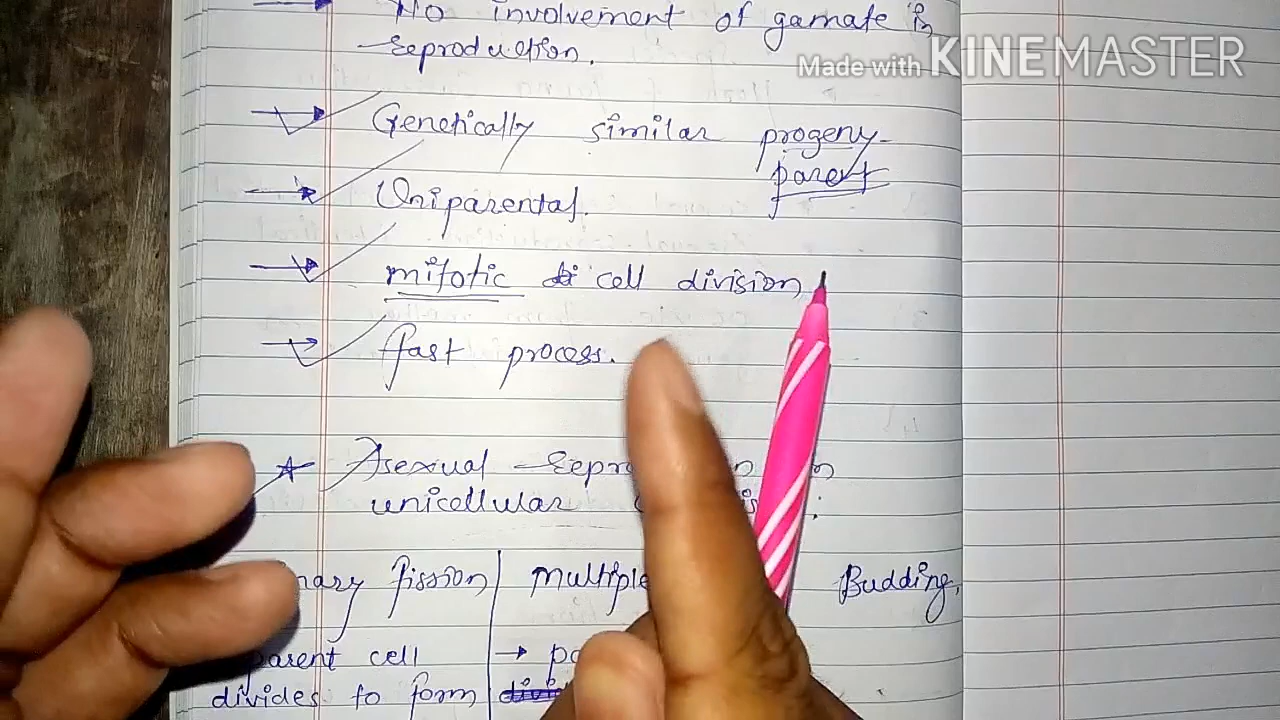 No involvement of gamate in
reproduction.
Made with KINEMASTER
Genetically similar progeny-
parent
Uniparental.
mitotic cell division
fast process.
Asexual
unicellular
fission | Multiple Budding,
parent cell
divides to form